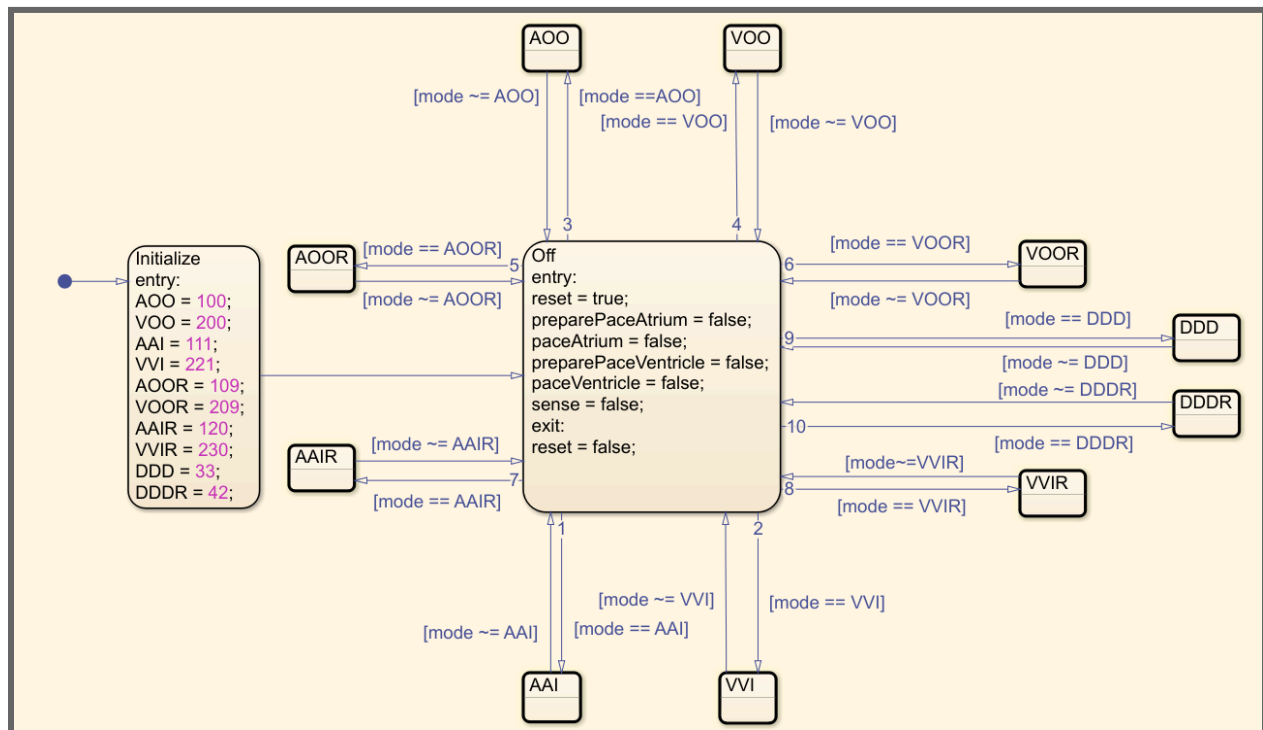 AOO
VOO
[mode ~= AOO]
[mode ==AOO]
[mode == VOO]
[mode ~= VOO]
3
4
Initialize
entry:
AOO = 100;
VOO = 200;
AAI = 111;
VVI = 221;
AOOR = 109;
VOOR = 209;
AAIR = 120;
VVIR = 230;
DDD = 33;
DDDR = 42;
AOOR
[mode == AOOR]
5
[mode ~= AOOR]
AAIR
[mode ~= AAIR]
7
[mode == AAIR]
Off
entry:
reset = true;
preparePaceAtrium = false;
paceAtrium = false;
preparePaceVentricle = false;
paceVentricle = false;
sense = false;
exit:
reset = false;
6
[mode == VOOR]
VOOR
[mode ~= VOOR]
9
[mode == DDD]
DDD
[mode ~= DDD]
[mode ~= DDDR]
DDDR
10
[mode == DDDR]
[mode~=VVIR]
VVIR
8
[mode == VVIR]
1
2
[mode ~= VVI]
[mode == VVI]
[mode ~= AAI]
[mode == AAI]
AAI
VVI